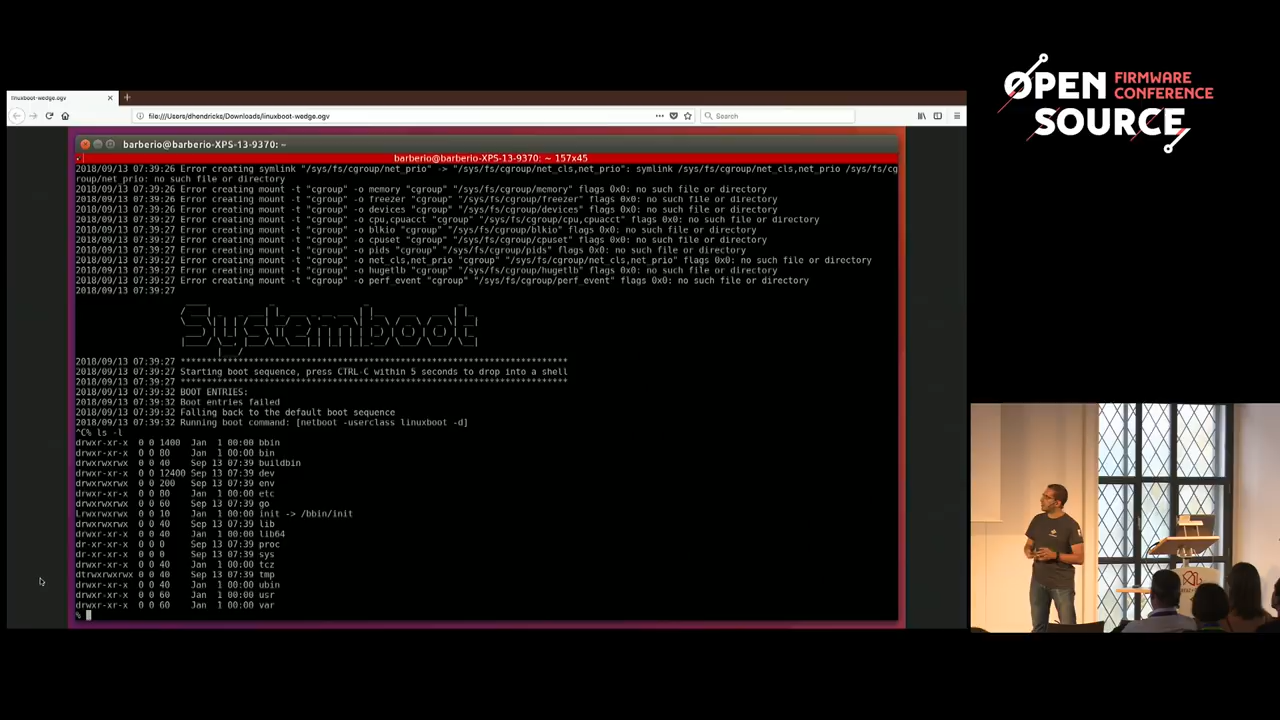 linuxboot-wedge.ogv
file:///Users/dhendricks/Downloads/linuxboot-wedge.ogv
Search
barberio@barberio-XPS-13-9370: ~
barberio@barberio-XPS-13-9370: ~ 157x45
2018/09/13 07:39:26 Error creating symlink "/sys/fs/cgroup/net_prio" -> "/sys/fs/cgroup/net_cls,net_prio": symlink /sys/fs/cgroup/net_cls,net_prio /sys/fs/cg
roup/net_prio: no such file or directory
2018/09/13 07:39:26 Error creating mount -t "cgroup" -o memory "cgroup" "/sys/fs/cgroup/memory" flags 0x0: no such file or directory
2018/09/13 07:39:26 Error creating mount -t "cgroup" -o freezer "cgroup" "/sys/fs/cgroup/freezer" flags 0x0: no such file or directory
2018/09/13 07:39:26 Error creating mount -t "cgroup" -o devices "cgroup" "/sys/fs/cgroup/devices" flags 0x0: no such file or directory
2018/09/13 07:39:27 Error creating mount -t "cgroup" -o cpu,cpuacct "cgroup" "/sys/fs/cgroup/cpu,cpuacct" flags 0x0: no such file or directory
2018/09/13 07:39:27 Error creating mount -t "cgroup" -o blkio "cgroup" "/sys/fs/cgroup/blkio" flags 0x0: no such file or directory
2018/09/13 07:39:27 Error creating mount -t "cgroup" -o cpuset "cgroup" "/sys/fs/cgroup/cpuset" flags 0x0: no such file or directory
2018/09/13 07:39:27 Error creating mount -t "cgroup" -o pids "cgroup" "/sys/fs/cgroup/pids" flags 0x0: no such file or directory
2018/09/13 07:39:27 Error creating mount -t "cgroup" -o net_cls,net_prio "cgroup" "/sys/fs/cgroup/net_cls,net_prio" flags 0x0: no such file or directory
2018/09/13 07:39:27 Error creating mount -t "cgroup" -o hugetlb "cgroup" "/sys/fs/cgroup/hugetlb" flags 0x0: no such file or directory
2018/09/13 07:39:27 Error creating mount -t "cgroup" -o perf_event "cgroup" "/sys/fs/cgroup/perf_event" flags 0x0: no such file or directory
2018/09/13 07:39:27
Systemboot
2018/09/13 07:39:27 **************************************************************************
2018/09/13 07:39:27 Starting boot sequence, press CTRL-C within 5 seconds to drop into a shell
2018/09/13 07:39:27 **************************************************************************
2018/09/13 07:39:32 BOOT ENTRIES:
2018/09/13 07:39:32 Boot entries failed
2018/09/13 07:39:32 Falling back to the default boot sequence
2018/09/13 07:39:32 Running boot command: [netboot -userclass linuxboot -d]
^C% ls -l
drwxr-xr-x 0 0 1400 Jan 1 00:00 bbin
drwxr-xr-x 0 0 80 Jan 1 00:00 bin
drwxrwxrwx 0 0 40 Sep 13 07:39 buildbin
drwxr-xr-x 0 0 12400 Sep 13 07:39 dev
drwxrwxrwx 0 0 200 Sep 13 07:39 env
drwxr-xr-x 0 0 80 Jan 1 00:00 etc
drwxrwxrwx 0 0 60 Sep 13 07:39 go
Lrwxrwxrwx 0 0 10 Jan 1 00:00 init -> /bbin/init
drwxrwxrwx 0 0 40 Sep 13 07:39 lib
drwxrwxrwx 0 0 40 Sep 13 07:39 lib64
dr-xr-xr-x 0 0 0 Sep 13 07:39 proc
dr-xr-xr-x 0 0 0 Sep 13 07:39 sys
drwxr-xr-x 0 0 40 Jan 1 00:00 tcz
dtrwxrwxrwx 0 0 40 Sep 13 07:39 tmp
drwxrwxrwx 0 0 40 Jan 1 00:00 ubin
drwxr-xr-x 0 0 60 Jan 1 00:00 usr
drwxr-xr-x 0 0 60 Jan 1 00:00 var
%
OPEN FIRMWARE
CONFERENCE
SOURCE